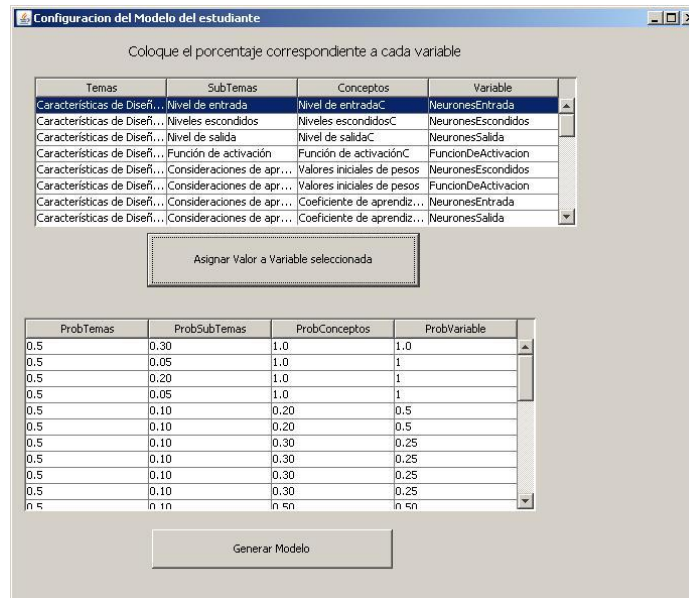 Configuracion del Modelo del estudiante
Coloque el porcentaje correspondiente a cada variable
Temas SubTemas Conceptos Variable
Características de Diseñ... Nivel de entrada Nivel de entradaC NeuronesEntrada
Características de Diseñ... Niveles escondidos Niveles escondidosC NeuronesEscondidos
Características de Diseñ... Nivel de salida Nivel de salidaC NeuronesSalida
Características de Diseñ... Función de activación Función de activaciónC FuncionDeActivacion
Características de Diseñ... Consideraciones de apr... Valores iniciales de pesos NeuronesEscondidos
Características de Diseñ... Consideraciones de apr... Valores iniciales de pesos FuncionDeActivacion
Características de Diseñ... Consideraciones de apr... Coeficiente de aprendiz... NeuronesEntrada
Características de Diseñ... Consideraciones de apr... Coeficiente de aprendiz... NeuronesSalida
Asignar Valor a Variable seleccionada
ProbTemas ProbSubTemas ProbConceptos ProbVariable
0.5 0.30 1.0 1.0
0.5 0.05 1.0 1
0.5 0.20 1.0 1
0.5 0.05 1.0 1
0.5 0.10 0.20 0.5
0.5 0.10 0.20 0.5
0.5 0.10 0.30 0.25
0.5 0.10 0.30 0.25
0.5 0.10 0.30 0.25
0.5 0.10 0.30 0.25
0.5 0.10 0.50 0.50
Generar Modelo